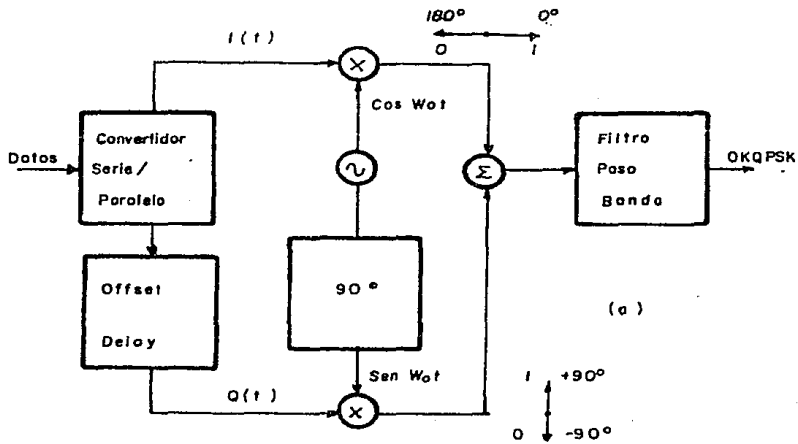 180° 0°
0 1
I(t)
Cos Wot
Datos
Convertidor
Serie/
Paralelo
X
~
Σ
Filtro
Paso
Banda
OKQPSK
Offset
Delay
90°
(a)
Sen Wot
Q(t)
X
1 +90°
0 -90°